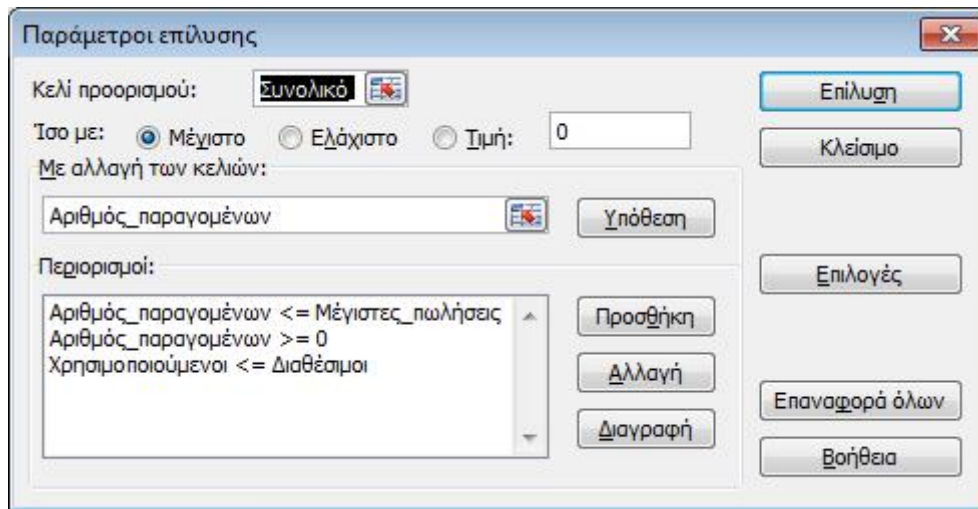 Παράμετροι επίλυσης
Κελί προορισμού: Συνολικό_ Επίλυση
Ίσο με: Μέγιστο Ελάχιστο Τιμή: 0 Κλείσιμο
Με αλλαγή των κελιών:
Αριθμός_παραγομένων Υπόθεση
Περιορισμοί: Επιλογές
Αριθμός_παραγομένων <= Μέγιστες_πωλήσεις Προσθήκη
Αριθμός_παραγομένων >= 0
Χρησιμοποιούμενοι <= Διαθέσιμοι Αλλαγή
Επαναφορά όλων
Διαγραφή
Βοήθεια